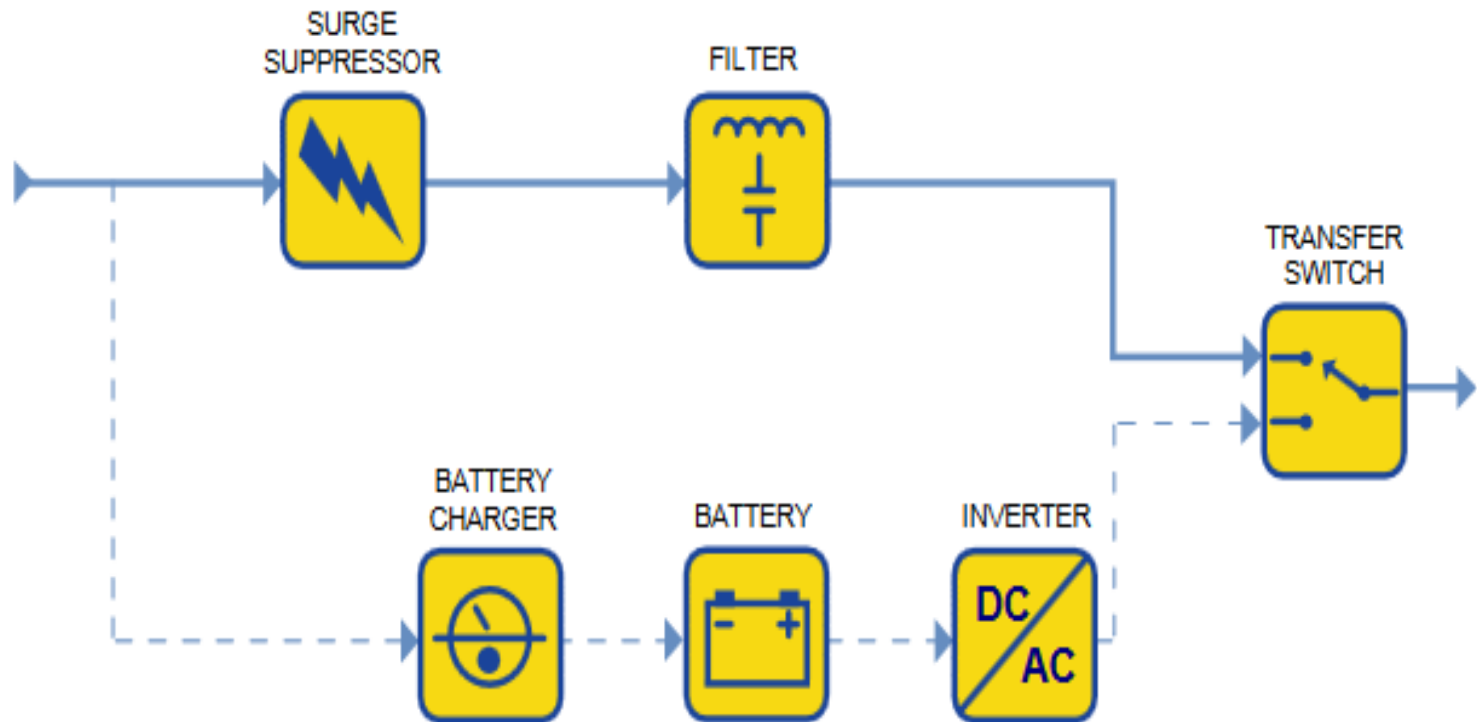 SURGE
SUPPRESSOR
FILTER
TRANSFER
SWITCH
BATTERY
CHARGER
BATTERY
INVERTER
DC
AC